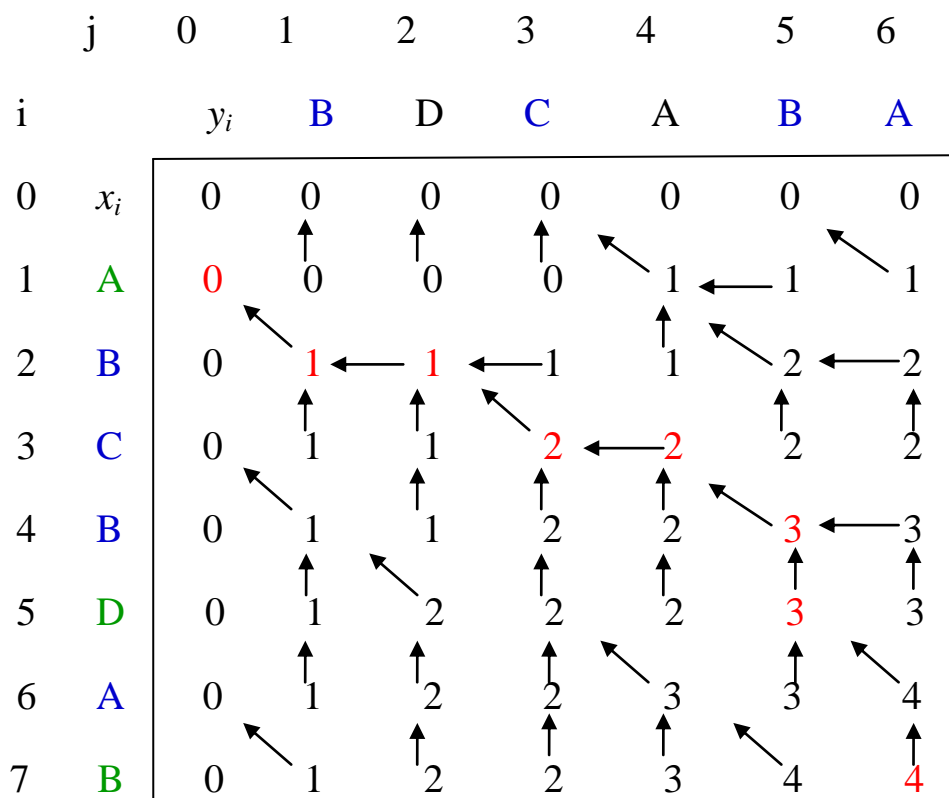 j 0 1 2 3 4 5 6
i yi B D C A B A
0 xi 0 0 0 0 0 0 0
1 A 0 0 0 0 1 1 1
2 B 0 1 1 1 1 2 2
3 C 0 1 1 2 2 2 2
4 B 0 1 1 2 2 3 3
5 D 0 1 2 2 2 3 3
6 A 0 1 2 2 3 3 4
7 B 0 1 2 2 3 4 4